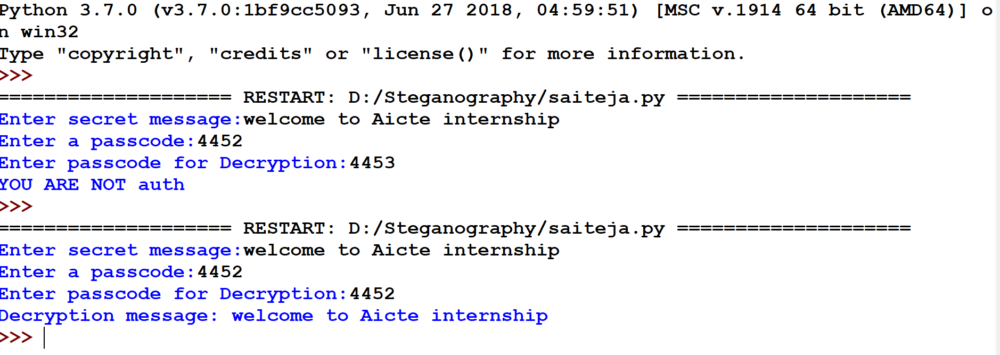 Python 3.7.0 (v3.7.0:1bf9cc5093, Jun 27 2018, 04:59:51) [MSC v.1914 64 bit (AMD64)] o
n win32
Type "copyright", "credits" or "license()" for more information.
>>>
==================== RESTART: D:/Steganography/saiteja.py ====================
Enter secret message:welcome to Aicte internship
Enter a passcode:4452
Enter passcode for Decryption:4453
YOU ARE NOT auth
>>>
==================== RESTART: D:/Steganography/saiteja.py ====================
Enter secret message:welcome to Aicte internship
Enter a passcode:4452
Enter passcode for Decryption:4452
Decryption message: welcome to Aicte internship
>>>